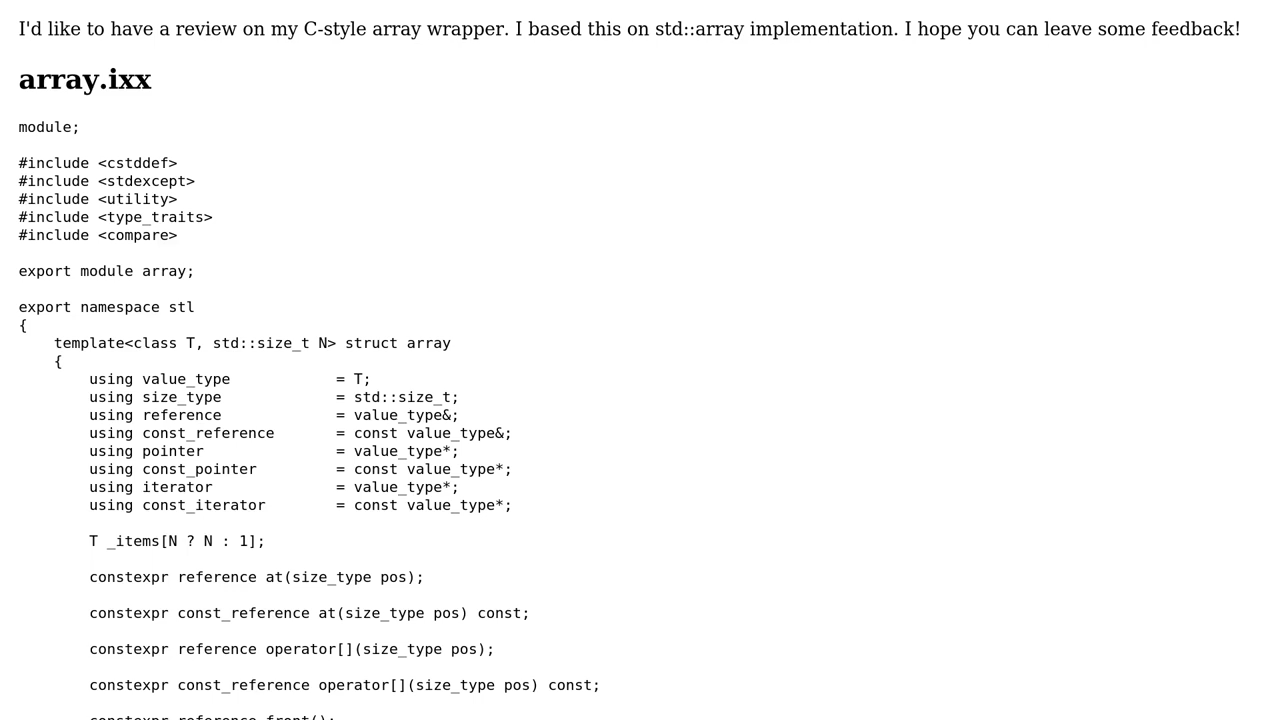 I'd like to have a review on my C-style array wrapper. I based this on std::array implementation. I hope you can leave some feedback!
array.ixx
module;
#include <cstddef>
#include <stdexcept>
#include <utility>
#include <type_traits>
#include <compare>
export module array;
export namespace stl
{
    template<class T, std::size_t N> struct array
    {
        using value_type            = T;
        using size_type             = std::size_t;
        using reference             = value_type&;
        using const_reference       = const value_type&;
        using pointer               = value_type*;
        using const_pointer         = const value_type*;
        using iterator              = value_type*;
        using const_iterator        = const value_type*;
        T _items[N ? N : 1];
        constexpr reference at(size_type pos);
        constexpr const_reference at(size_type pos) const;
        constexpr reference operator[](size_type pos);
        constexpr const_reference operator[](size_type pos) const;
        constexpr reference front();